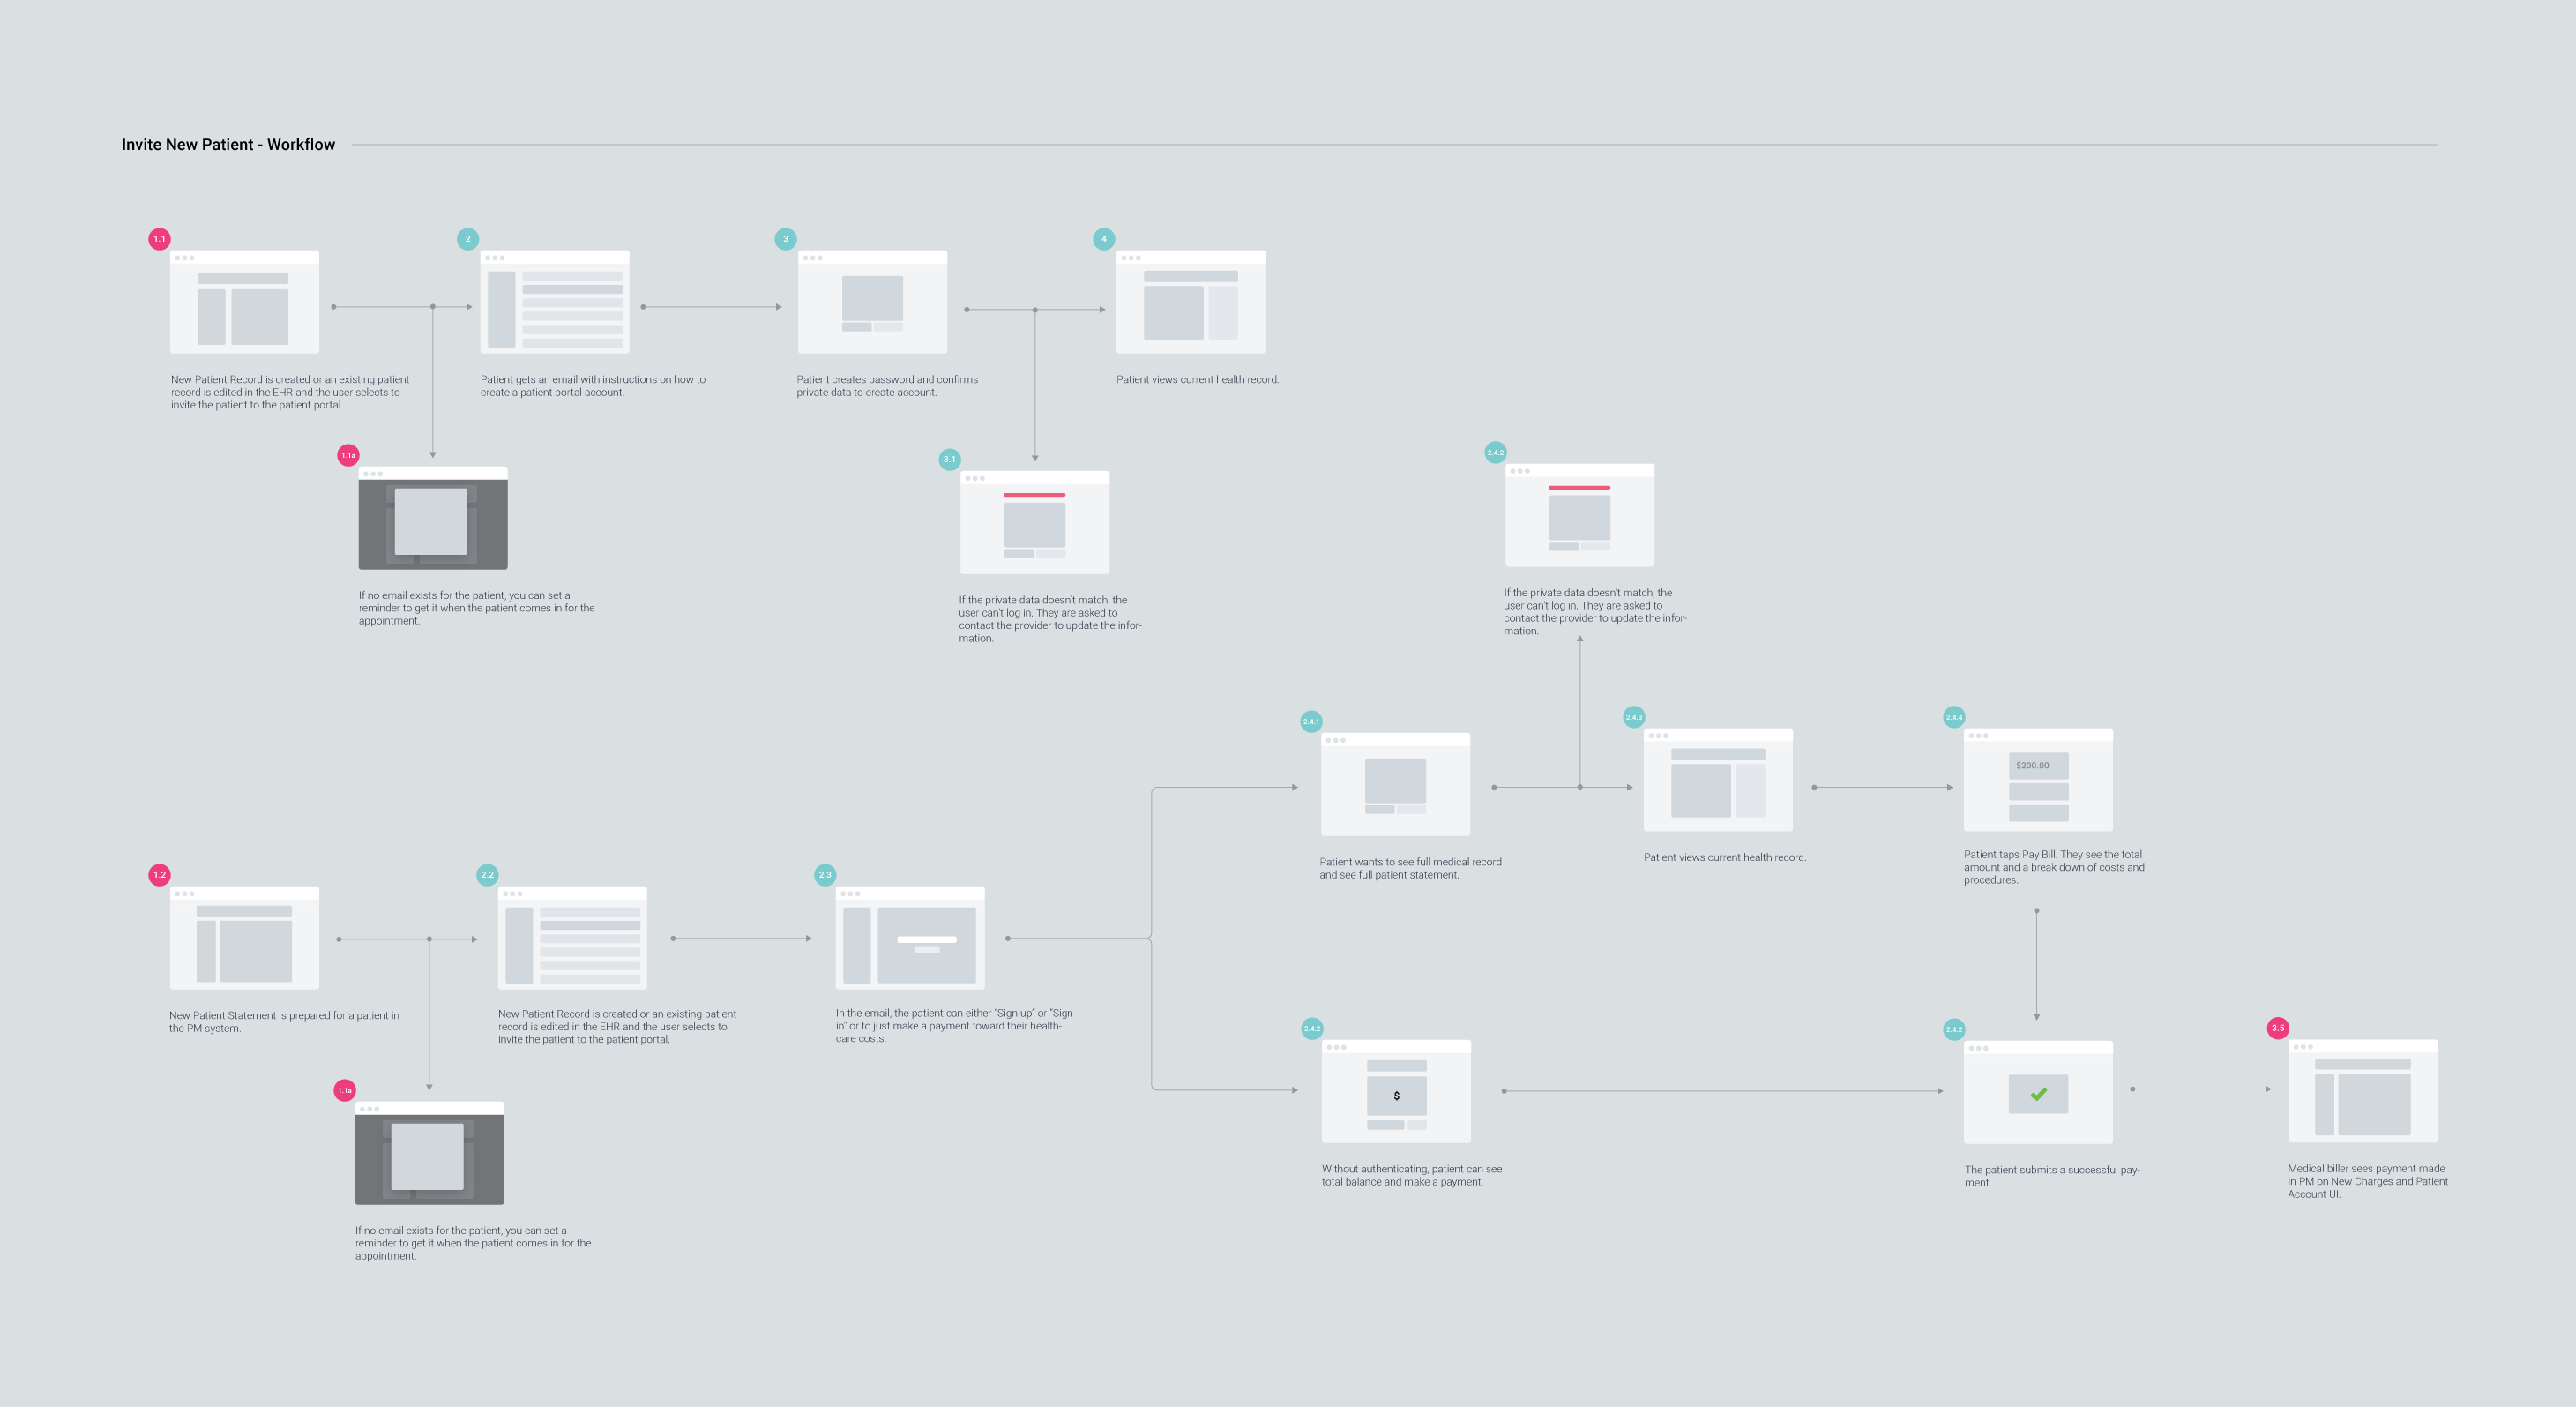 Invite New Patient - Workflow
1.1
New Patient Record is created or an existing patient
record is edited in the EHR and the user selects to
invite the patient to the patient portal.
2
Patient gets an email with instructions on how to
create a patient portal account.
3
Patient creates password and confirms
private data to create account.
4
Patient views current health record.
1.1a
If no email exists for the patient, you can set a
reminder to get it when the patient comes in for the
appointment.
3.1
If the private data doesn't match, the
user can't log in. They are asked to
contact the provider to update the infor-
mation.
2.4.2
If the private data doesn't match, the
user can't log in. They are asked to
contact the provider to update the infor-
mation.
2.4.1
Patient wants to see full medical record
and see full patient statement.
2.4.3
Patient views current health record.
2.4.4
$200.00
Patient taps Pay Bill. They see the total
amount and a break down of costs and
procedures.
1.2
New Patient Statement is prepared for a patient in
the PM system.
2.2
New Patient Record is created or an existing patient
record is edited in the EHR and the user selects to
invite the patient to the patient portal.
2.3
In the email, the patient can either "Sign up" or "Sign
in" or to just make a payment toward their health-
care costs.
1.1a
If no email exists for the patient, you can set a
reminder to get it when the patient comes in for the
appointment.
2.4.2
$
Without authenticating, patient can see
total balance and make a payment.
2.4.2
The patient submits a successful pay-
ment.
3.5
Medical biller sees payment made
in PM on New Charges and Patient
Account UI.